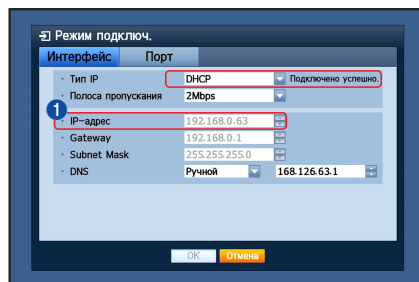 Режим подключ.
Интерфейс Порт
· Тип IP DHCP Подключено успешно.
· Полоса пропускания 2Mbps
1
· IP-адрес 192.168.0.63
· Gateway 192.168.0.1
· Subnet Mask 255.255.255.0
· DNS Ручной 168.126.63.1
OK Отмена